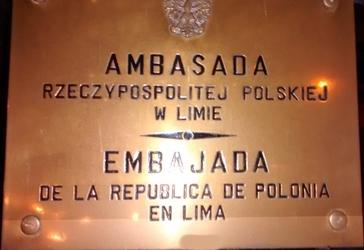 AMBASADA
RZECZYPOSPOLITEJ POLSKIEJ
W LIMIE
EMBAJADA
DE LA REPUBLICA DE POLONIA
EN LIMA